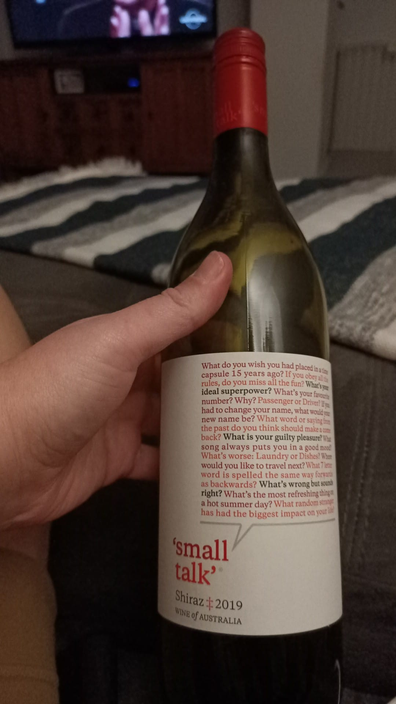 What do you wish you had placed in a time
capsule 15 years ago? If you obey all the
rules, do you miss all the fun? What's your
ideal superpower? What's your favourite
number? Why? Passenger or Driver? If you
had to change your name, what would your
new name be? What word or saying from
the past do you think should make a come
back? What is your guilty pleasure? What
song always puts you in a good mood?
What's worse: Laundry or Dishes? Where
would you like to travel next? What 7 letter
word is spelled the same way forwards
as backwards? What's wrong but sounds
right? What's the most refreshing thing on
a hot summer day? What random stranger
has had the biggest impact on your life?
'small
talk'
Shiraz ‡ 2019
WINE of AUSTRALIA